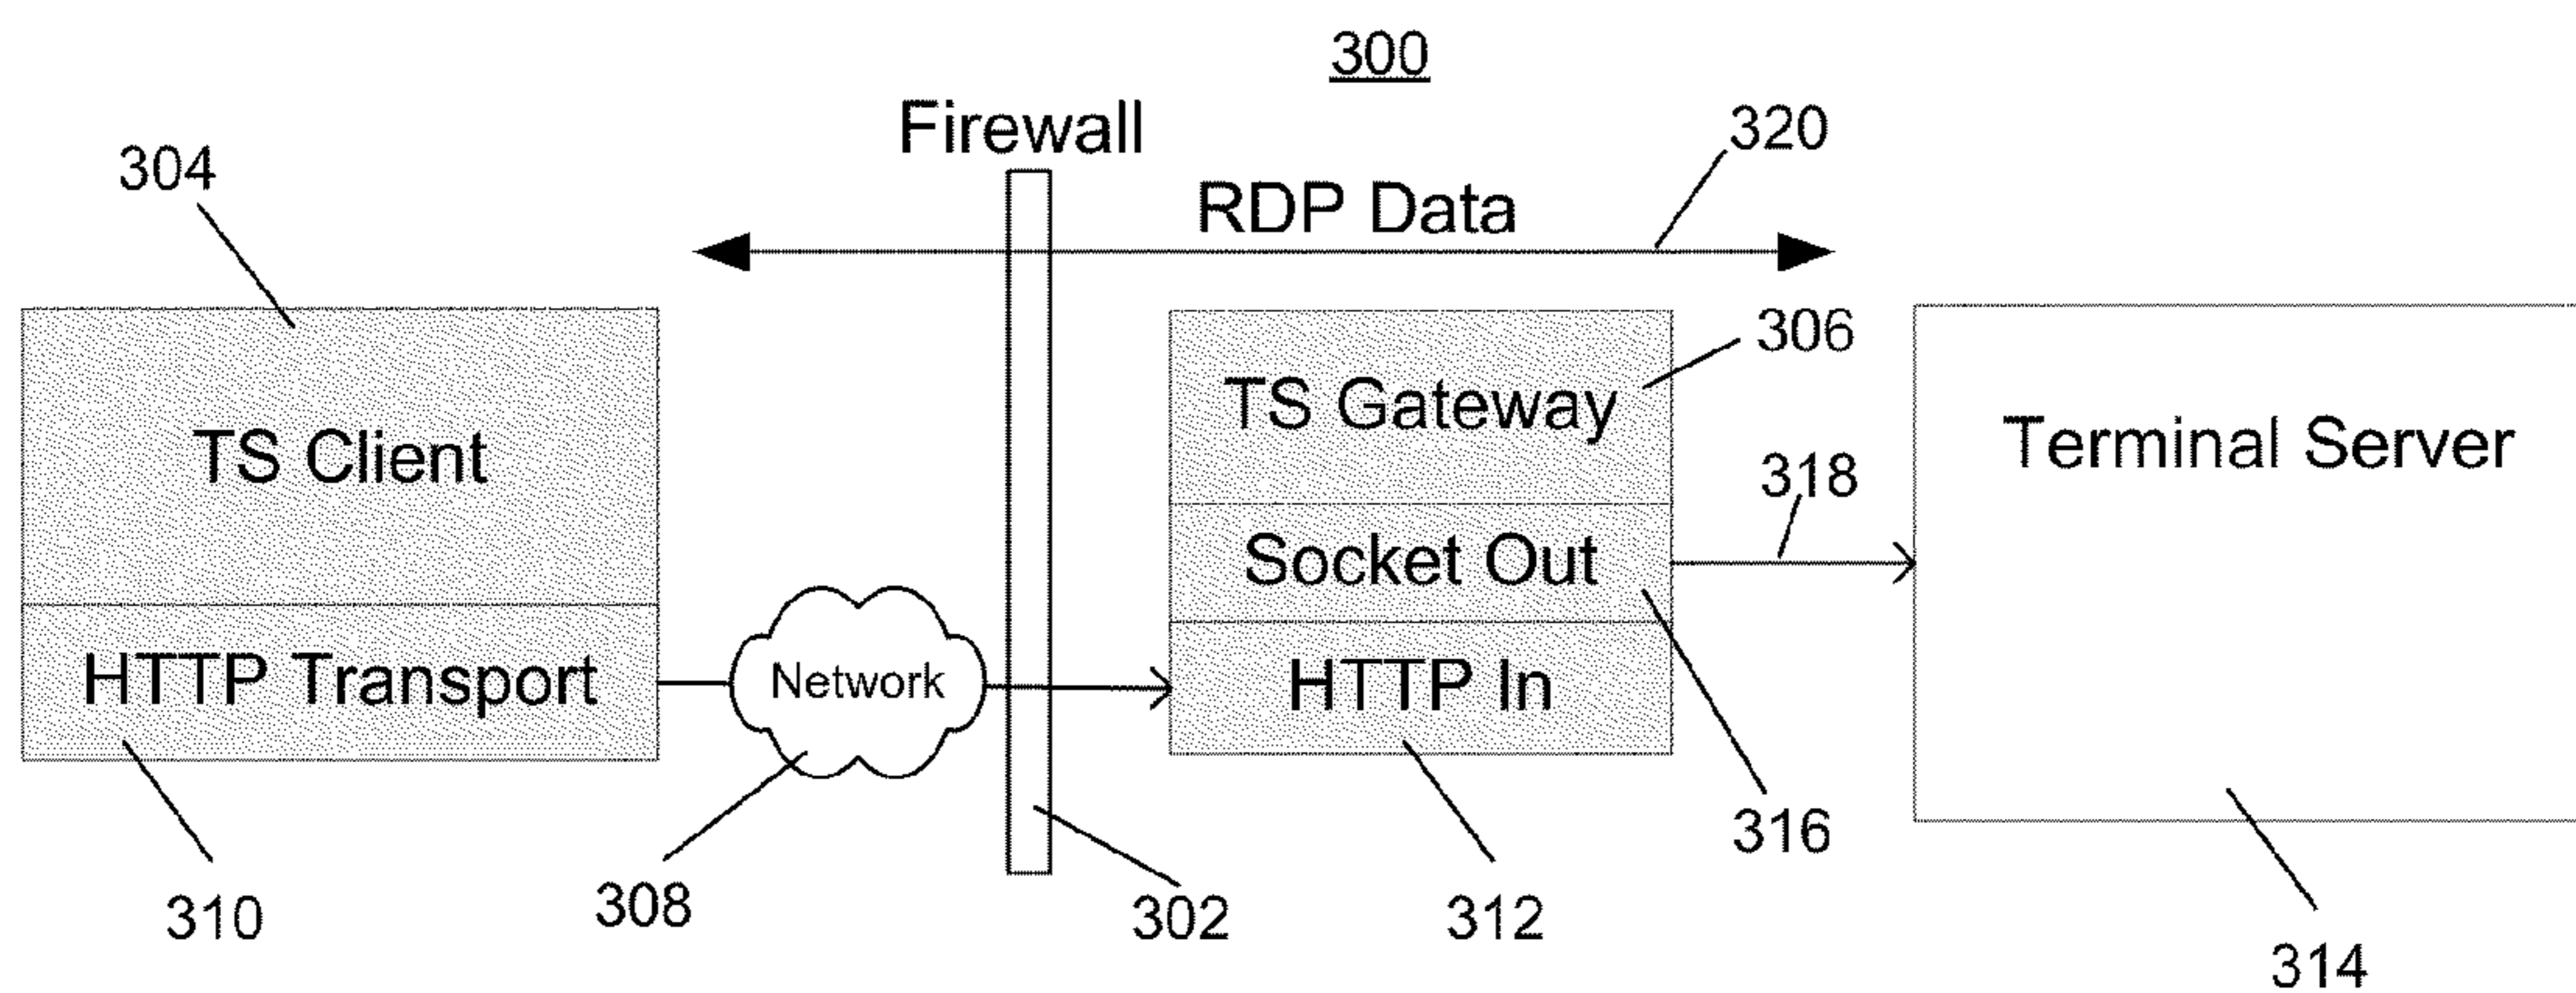 300
Firewall
320
304
RDP Data
306
TS Gateway
TS Client
Terminal Server
318
Socket Out
HTTP Transport
Network
HTTP In
316
310
308
302
312
314